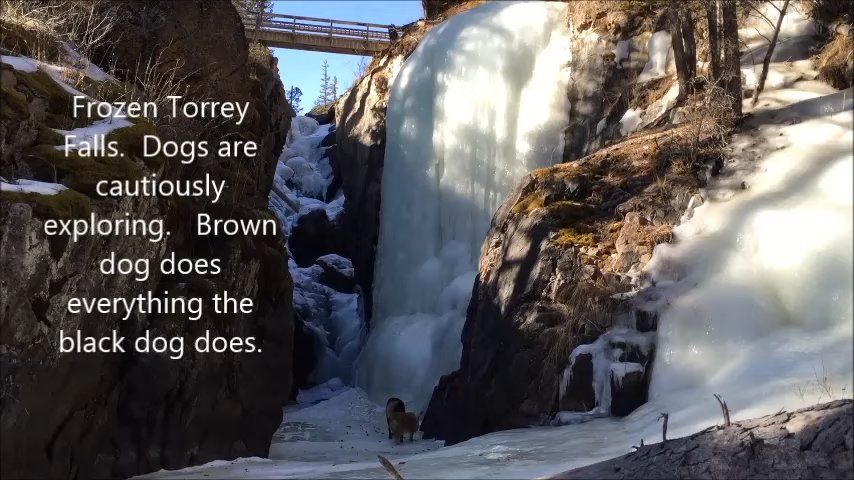 Frozen Torrey
Falls.  Dogs are
cautiously
exploring.   Brown
dog does
everything the
black dog does.